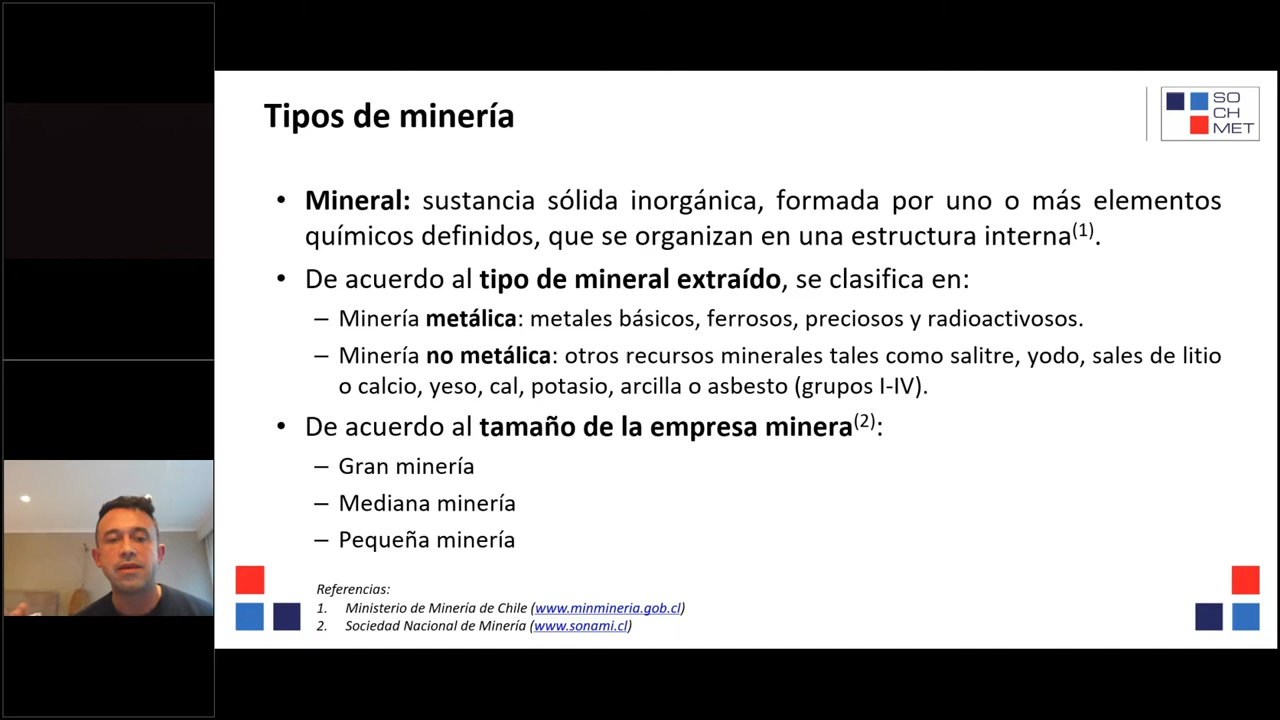 Tipos de minería
SO
CH
MET
• Mineral: sustancia sólida inorgánica, formada por uno o más elementos
químicos definidos, que se organizan en una estructura interna(1).
• De acuerdo al tipo de mineral extraído, se clasifica en:
– Minería metálica: metales básicos, ferrosos, preciosos y radioactivosos.
– Minería no metálica: otros recursos minerales tales como salitre, yodo, sales de litio
o calcio, yeso, cal, potasio, arcilla o asbesto (grupos I-IV).
• De acuerdo al tamaño de la empresa minera(2):
– Gran minería
– Mediana minería
– Pequeña minería
Referencias:
1. Ministerio de Minería de Chile (www.minmineria.gob.cl)
2. Sociedad Nacional de Minería (www.sonami.cl)